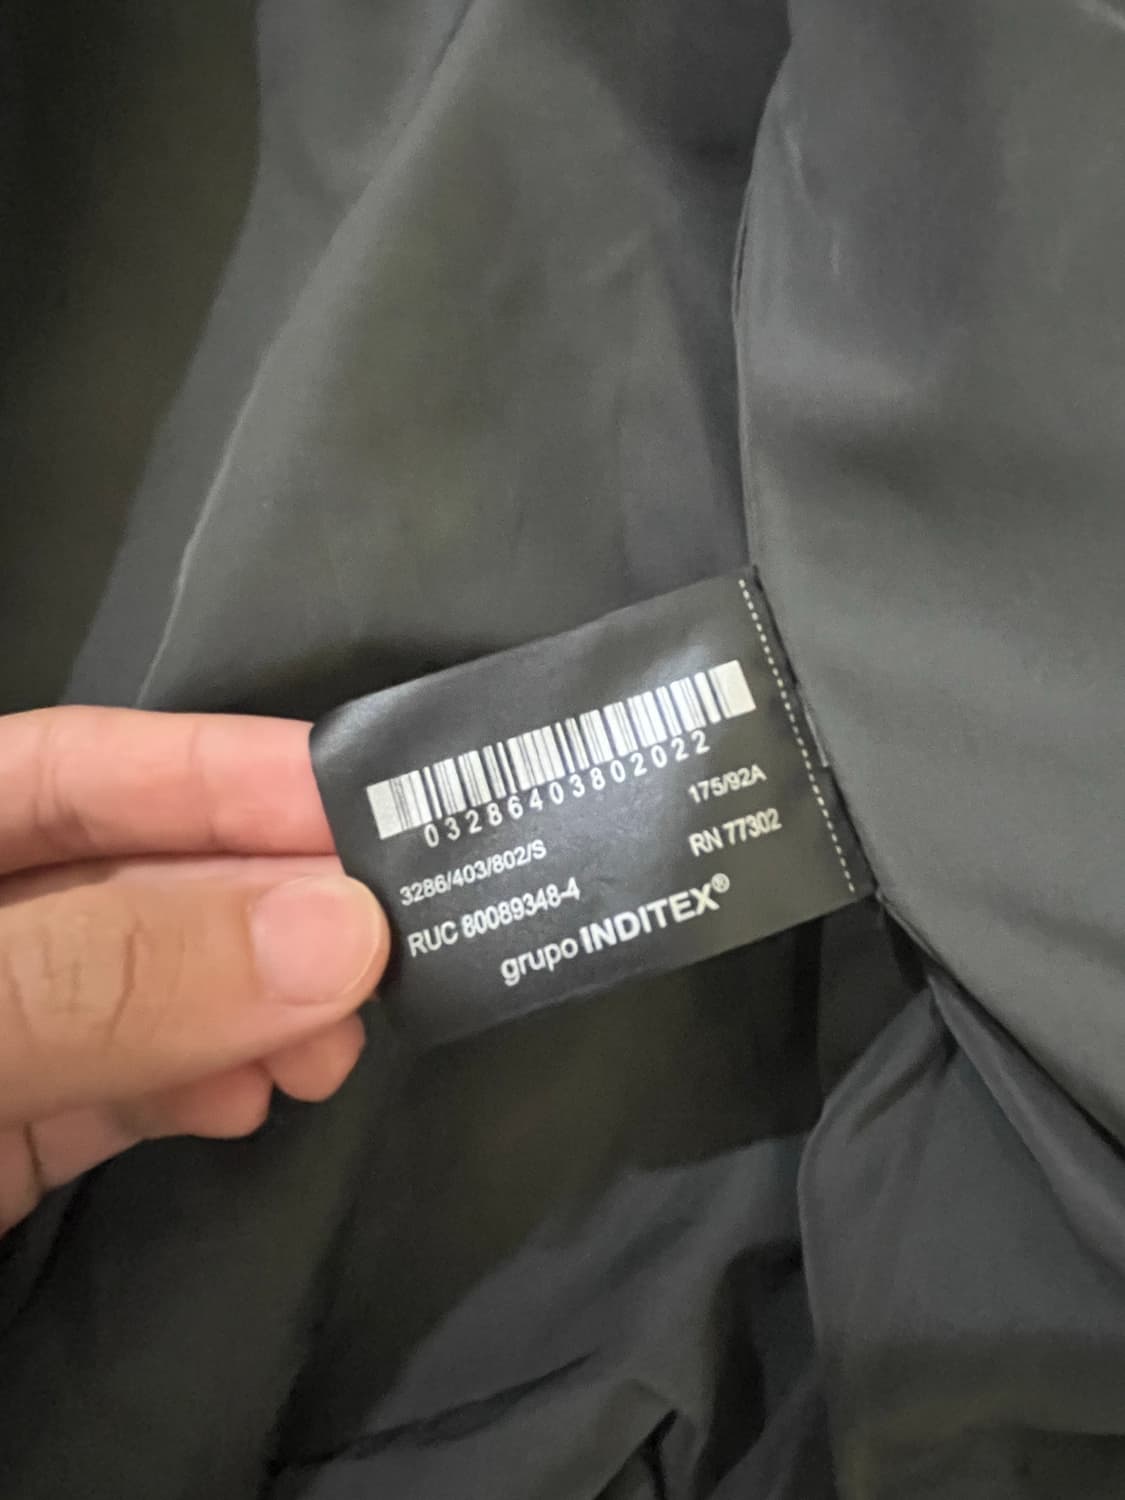 03286403802022
3286/403/802/S 175/92A
RUC 80089348-4 RN 77302
grupo INDITEX®